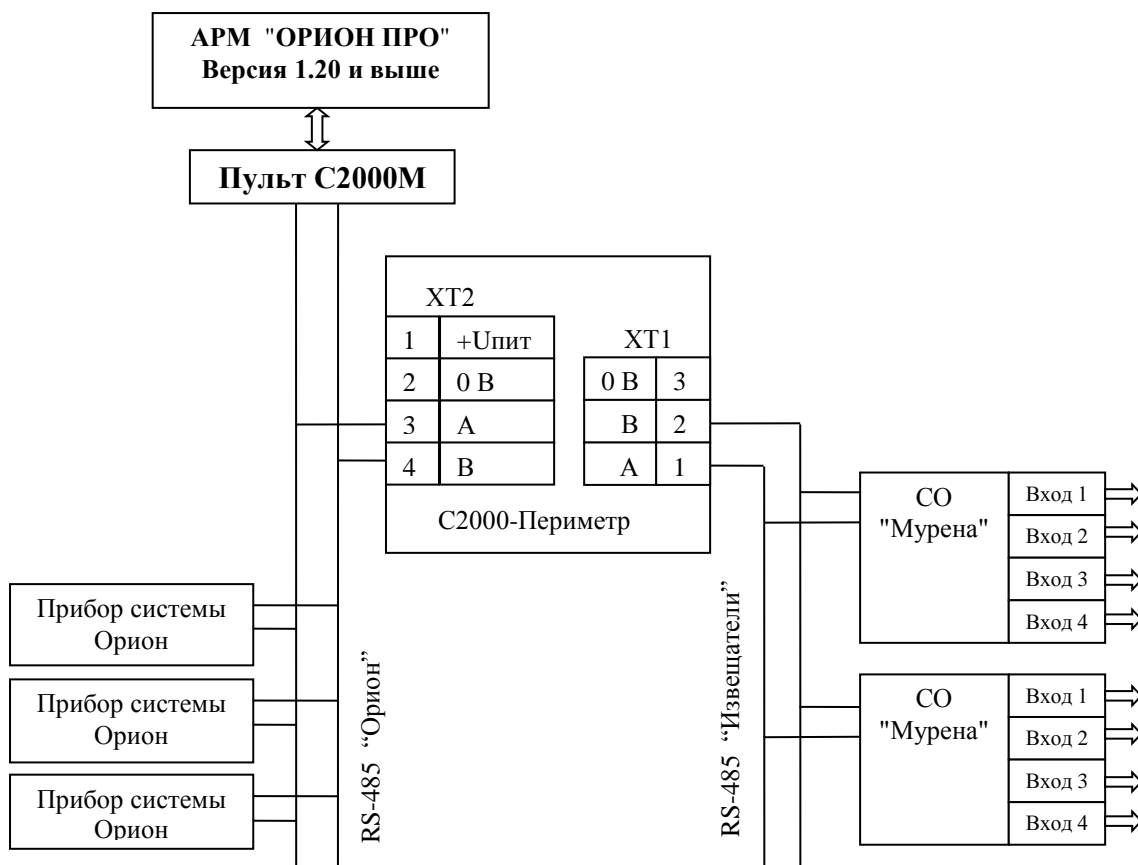 АРМ "ОРИОН ПРО"
Версия 1.20 и выше
Пульт С2000М
XT2
1 +Uпит
2 0 В
3 А
4 В
XT1
0 В 3
В 2
А 1
С2000-Периметр
СО
"Мурена"
Вход 1
Вход 2
Вход 3
Вход 4
СО
"Мурена"
Вход 1
Вход 2
Вход 3
Вход 4
Прибор системы
Орион
Прибор системы
Орион
Прибор системы
Орион
RS-485 “Орион”
RS-485 “Извещатели”